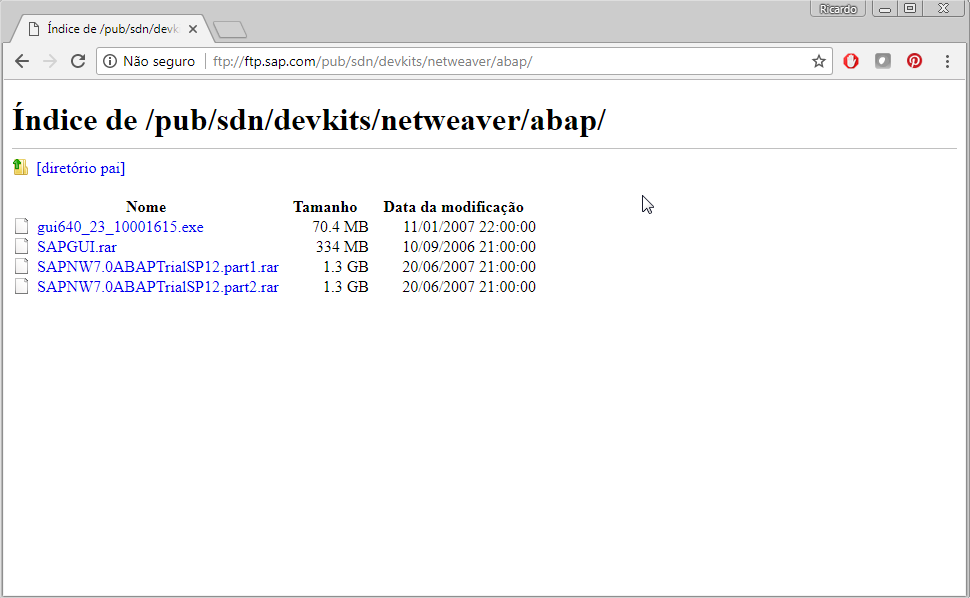 Ricardo
Índice de /pub/sdn/devk
Não seguro ftp://ftp.sap.com/pub/sdn/devkits/netweaver/abap/
Índice de /pub/sdn/devkits/netweaver/abap/
[diretório pai]
Nome Tamanho Data da modificação
gui640_23_10001615.exe 70.4 MB 11/01/2007 22:00:00
SAPGUI.rar 334 MB 10/09/2006 21:00:00
SAPNW7.0ABAPTrialSP12.part1.rar 1.3 GB 20/06/2007 21:00:00
SAPNW7.0ABAPTrialSP12.part2.rar 1.3 GB 20/06/2007 21:00:00